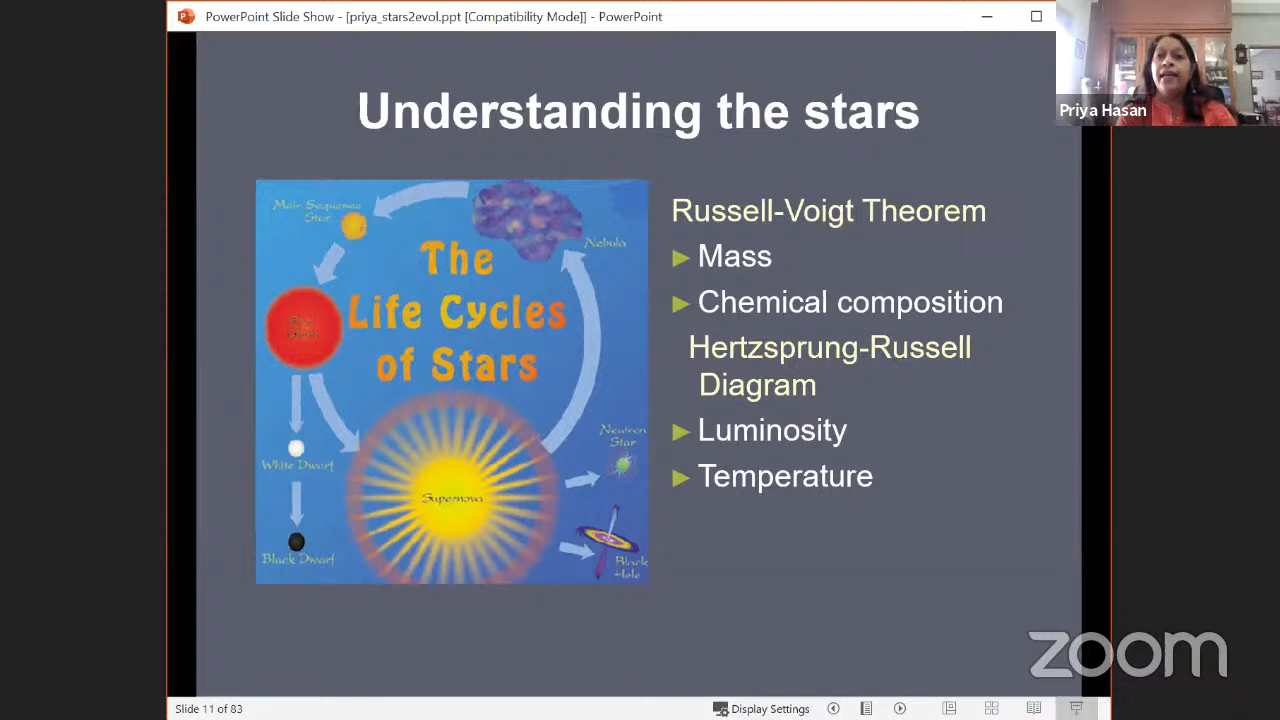 PowerPoint Slide Show - [priya_stars2evol.ppt [Compatibility Mode]] - PowerPoint
Priya Hasan
Understanding the stars
Main Sequence
Star
Nebula
The
Life Cycles
of Stars
Red
Giant
Neutron
Star
White Dwarf
Supernova
Black Dwarf
Black
Hole
Russell-Voigt Theorem
► Mass
► Chemical composition
Hertzsprung-Russell
Diagram
► Luminosity
► Temperature
zoom
Slide 11 of 83
Display Settings